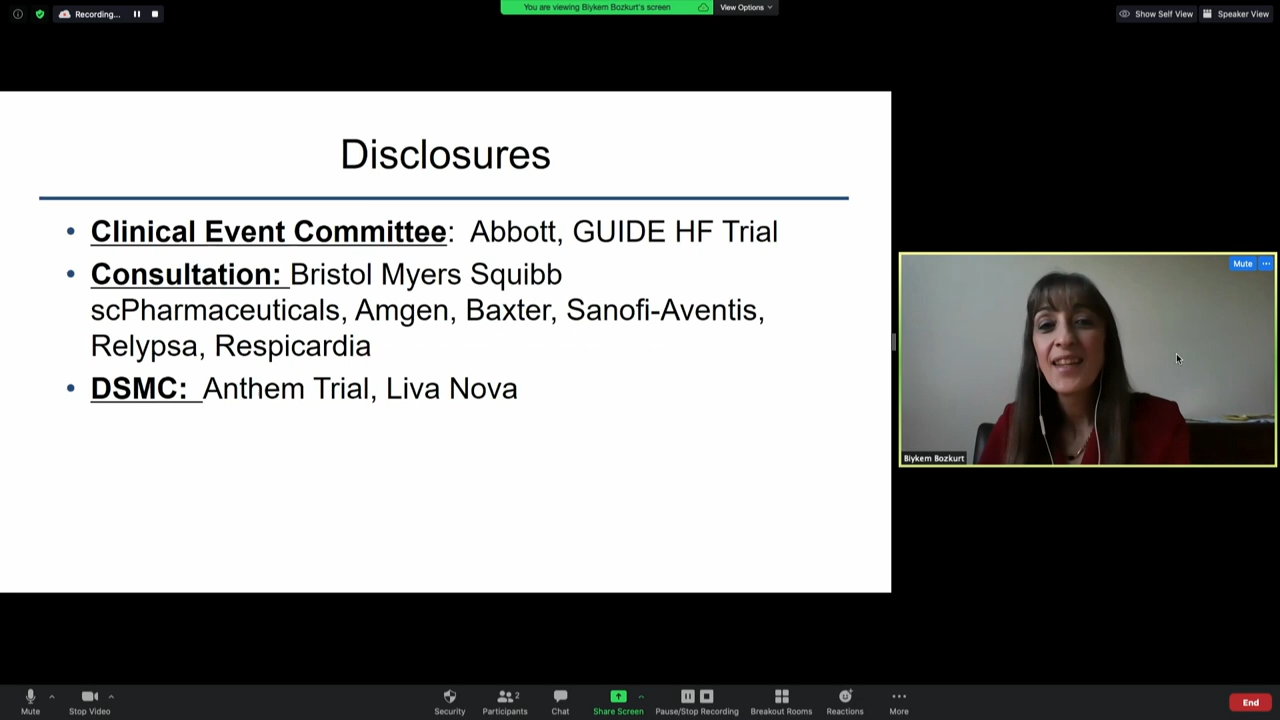 Recording...
You are viewing Biykem Bozkurt's screen
View Options
Show Self View
Speaker View
Disclosures
• Clinical Event Committee:  Abbott, GUIDE HF Trial
• Consultation: Bristol Myers Squibb
scPharmaceuticals, Amgen, Baxter, Sanofi-Aventis,
Relypsa, Respicardia
• DSMC:  Anthem Trial, Liva Nova
Mute
Biykem Bozkurt
Mute
Stop Video
Security
Participants
2
Chat
Share Screen
Pause/Stop Recording
Breakout Rooms
Reactions
More
End